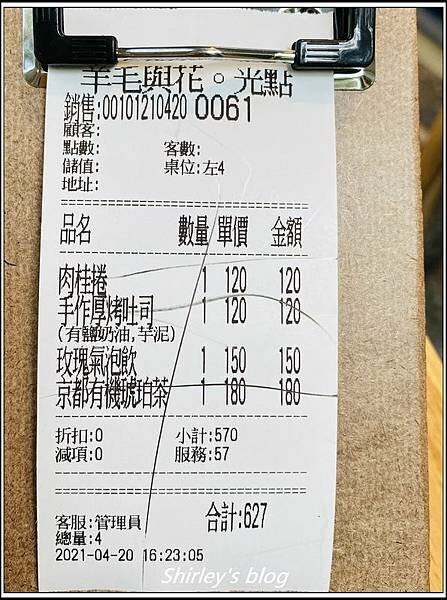 羊毛與花。光點
銷售:00101210420 0061
顧客:
點數: 客數:
儲值: 桌位:左4
地址:
品名 數量 單價 金額
肉桂捲 1 120 120
手作厚烤吐司 1 120 120
(有鹽奶油,芋泥)
玫瑰氣泡飲 1 150 150
京都有機琥珀茶 1 180 180
折扣:0 小計:570
減項:0 服務:57
客服:管理員 合計:627
總量:4
2021-04-20 16:23:05
Shirley's blog